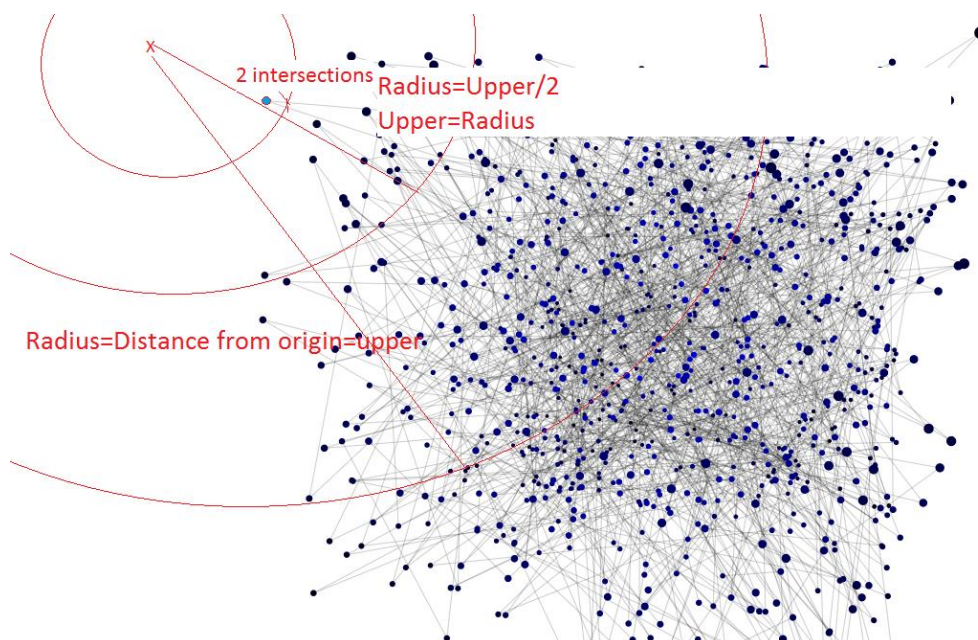 x
2 intersections
Radius=Upper/2
Upper=Radius
Radius=Distance from origin=upper